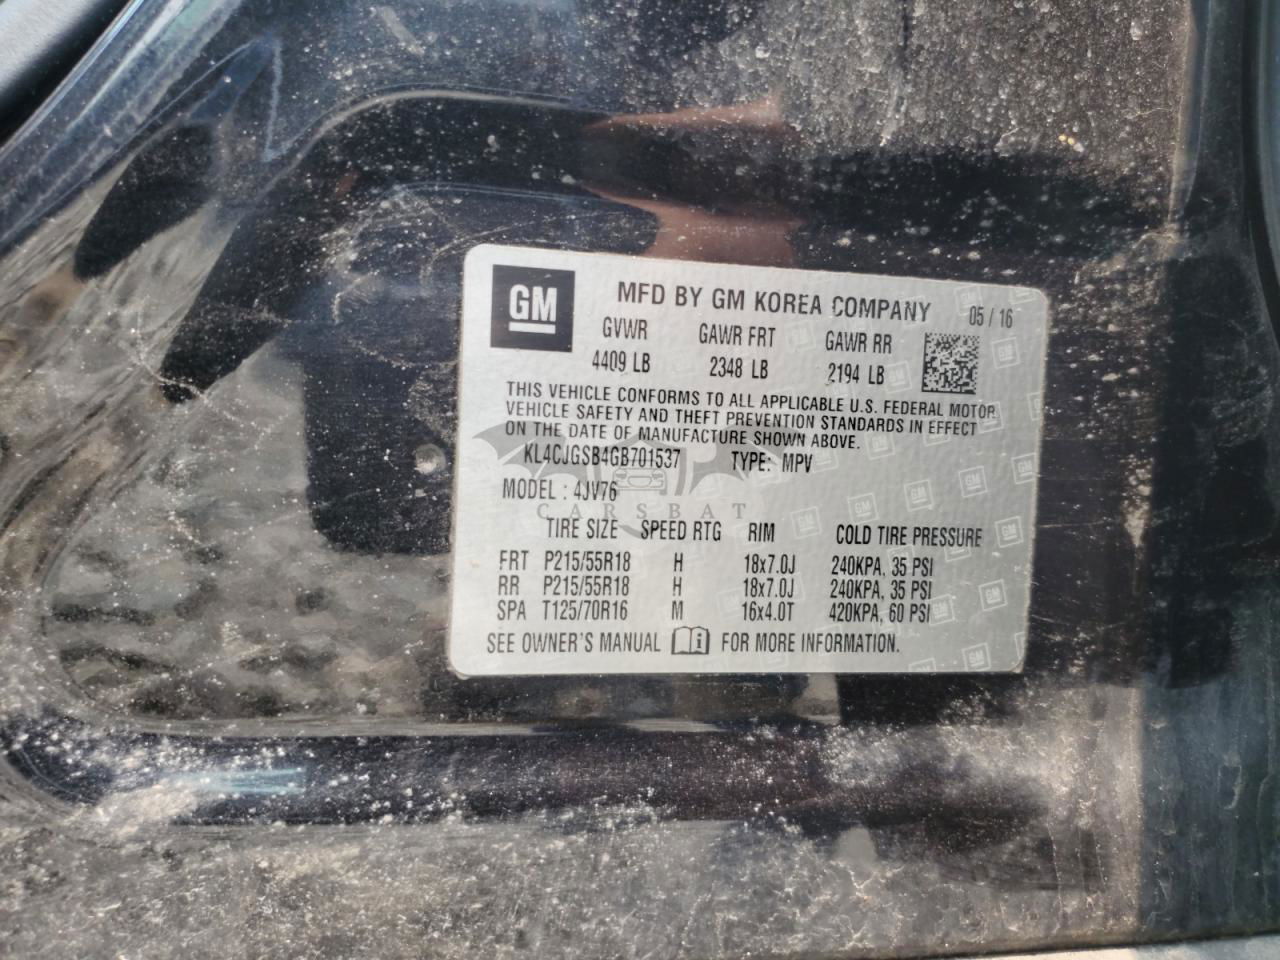 GM
MFD BY GM KOREA COMPANY 05 / 16
GVWR GAWR FRT GAWR RR
4409 LB 2348 LB 2194 LB
THIS VEHICLE CONFORMS TO ALL APPLICABLE U.S. FEDERAL MOTOR
VEHICLE SAFETY AND THEFT PREVENTION STANDARDS IN EFFECT
ON THE DATE OF MANUFACTURE SHOWN ABOVE.
KL4CJGSB4GB701537 TYPE: MPV
MODEL : 4JV76
CARSBAT
TIRE SIZE SPEED RTG RIM COLD TIRE PRESSURE
FRT P215/55R18 H 18x7.0J 240KPA, 35 PSI
RR P215/55R18 H 18x7.0J 240KPA, 35 PSI
SPA T125/70R16 M 16x4.0T 420KPA, 60 PSI
SEE OWNER'S MANUAL i FOR MORE INFORMATION.